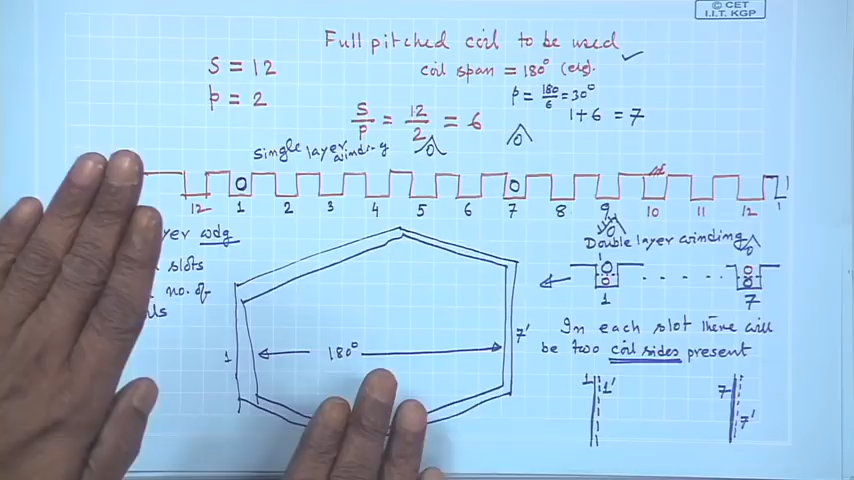 © CET
I.I.T. KGP
Full pitched coil to be used
S = 12
coil span = 180° (ele).
p = 2
β = 180/6 = 30°
S/p = 12/2 = 6
1+6 = 7
Single layer winding
12 1 2 3 4 5 6 7 8 9 10 11 12 1
wdg
Double layer winding
slots
no. of
1 7
7'
In each slot there will
be two coil sides present
1 180°
1 1' 7 7'